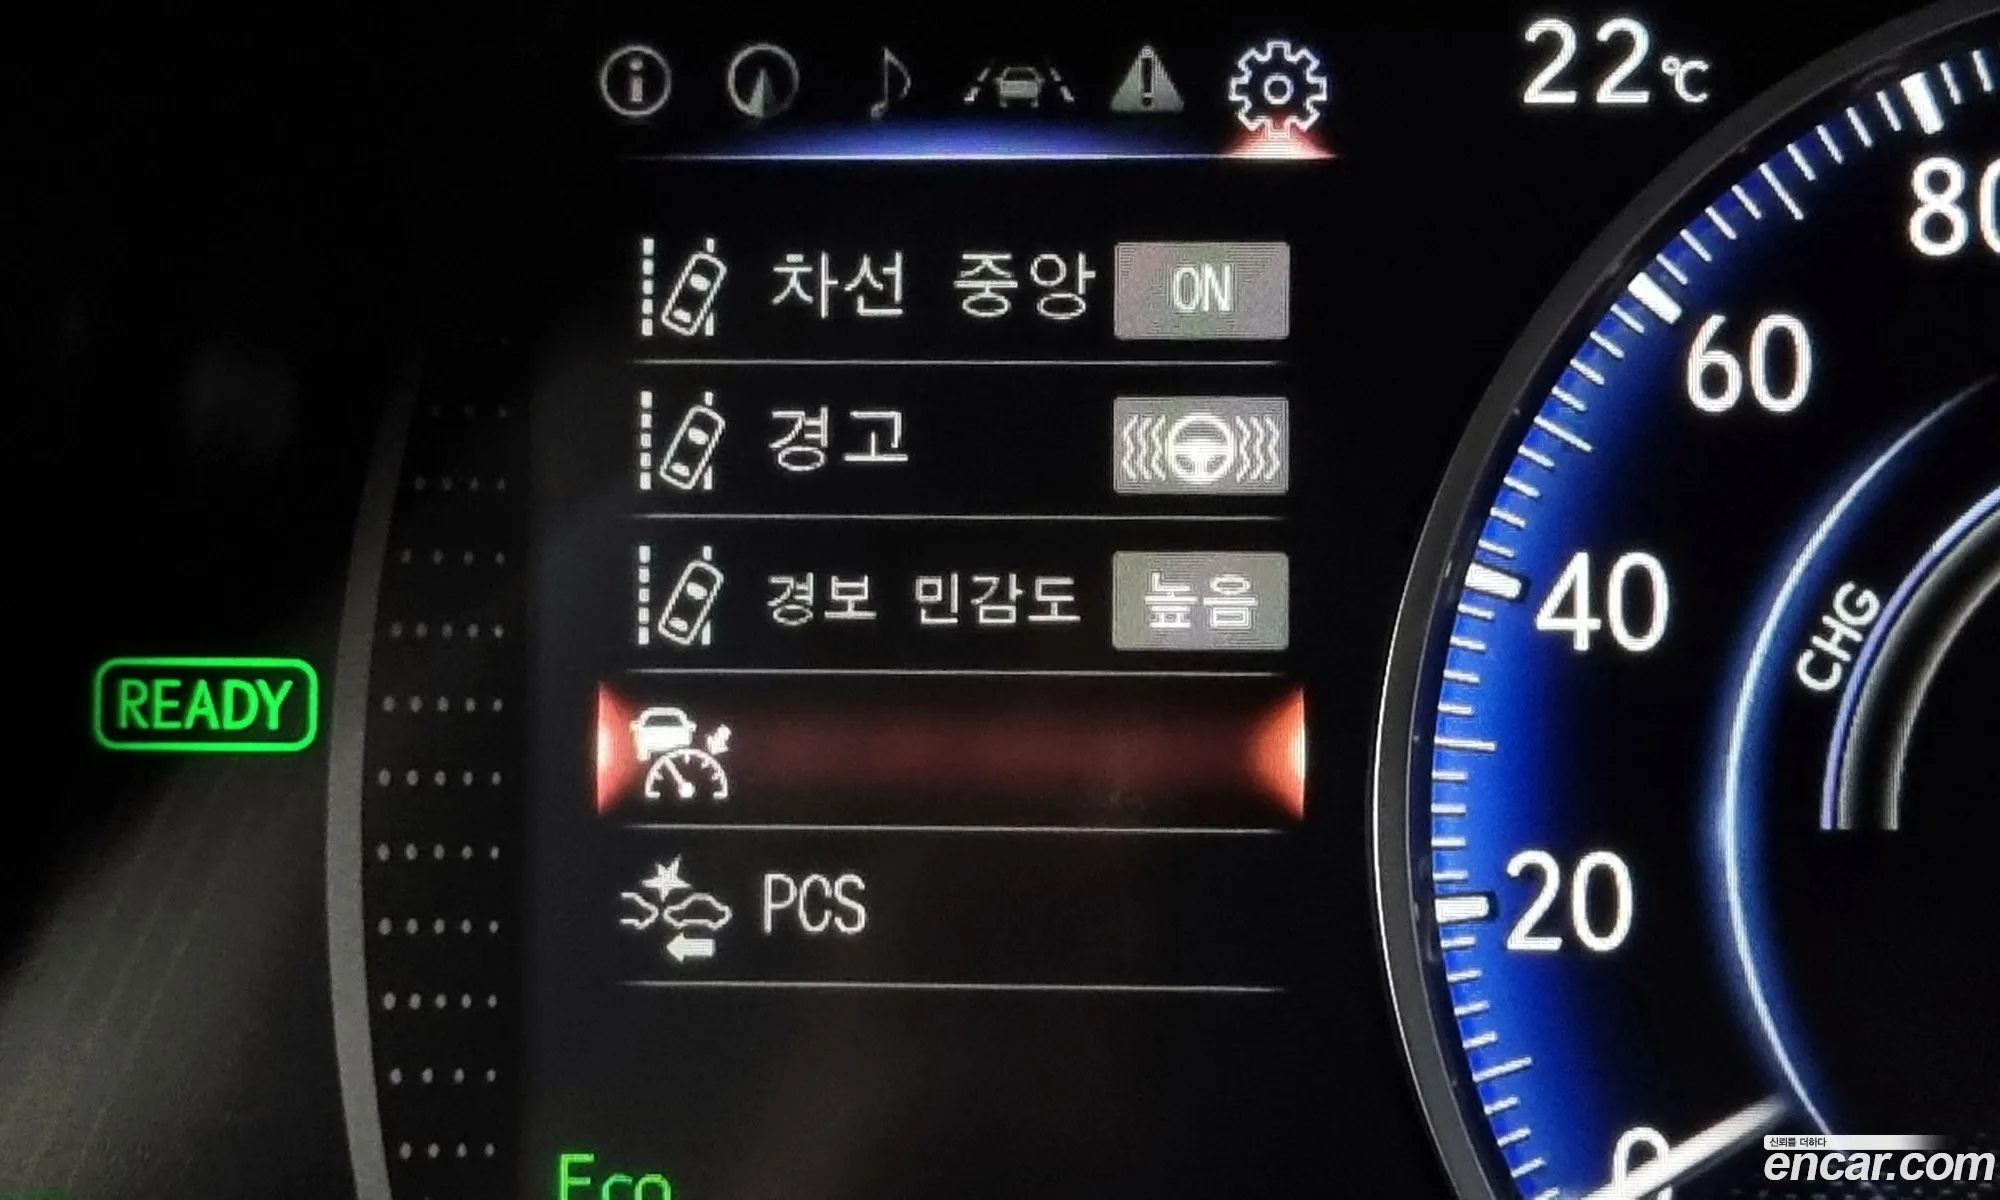 22℃
80
차선 중앙 ON
60
경고
경보 민감도 높음
40
CHG
READY
PCS
20
0
Eco
신뢰를 더하다
encar.com